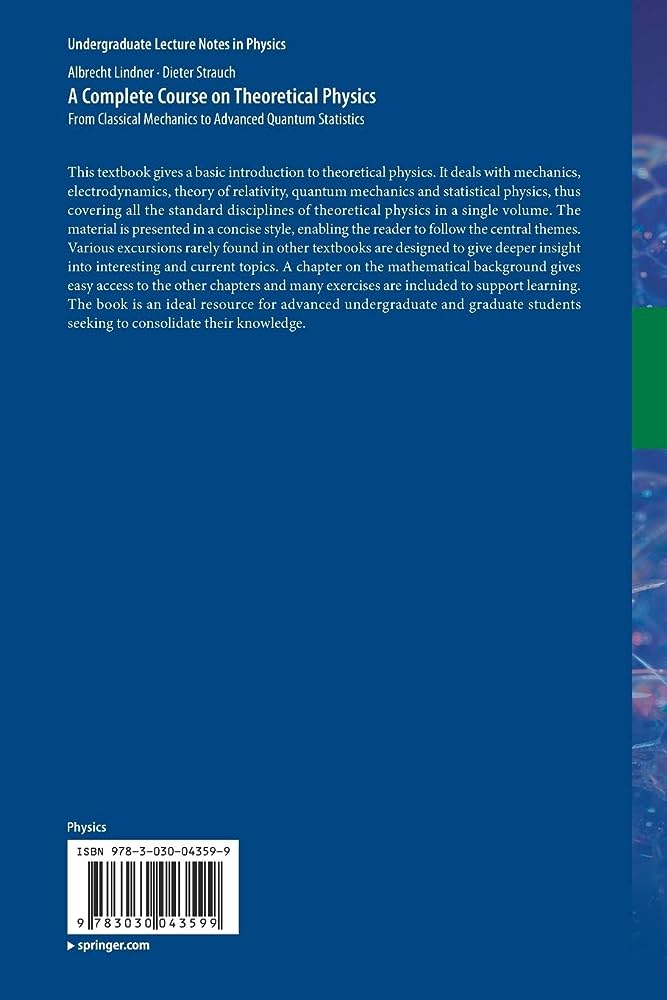 Undergraduate Lecture Notes in Physics
Albrecht Lindner · Dieter Strauch
A Complete Course on Theoretical Physics
From Classical Mechanics to Advanced Quantum Statistics
This textbook gives a basic introduction to theoretical physics. It deals with mechanics,
electrodynamics, theory of relativity, quantum mechanics and statistical physics, thus
covering all the standard disciplines of theoretical physics in a single volume. The
material is presented in a concise style, enabling the reader to follow the central themes.
Various excursions rarely found in other textbooks are designed to give deeper insight
into interesting and current topics. A chapter on the mathematical background gives
easy access to the other chapters and many exercises are included to support learning.
The book is an ideal resource for advanced undergraduate and graduate students
seeking to consolidate their knowledge.
Physics
ISBN 978-3-030-04359-9
9 783030 043599
springer.com